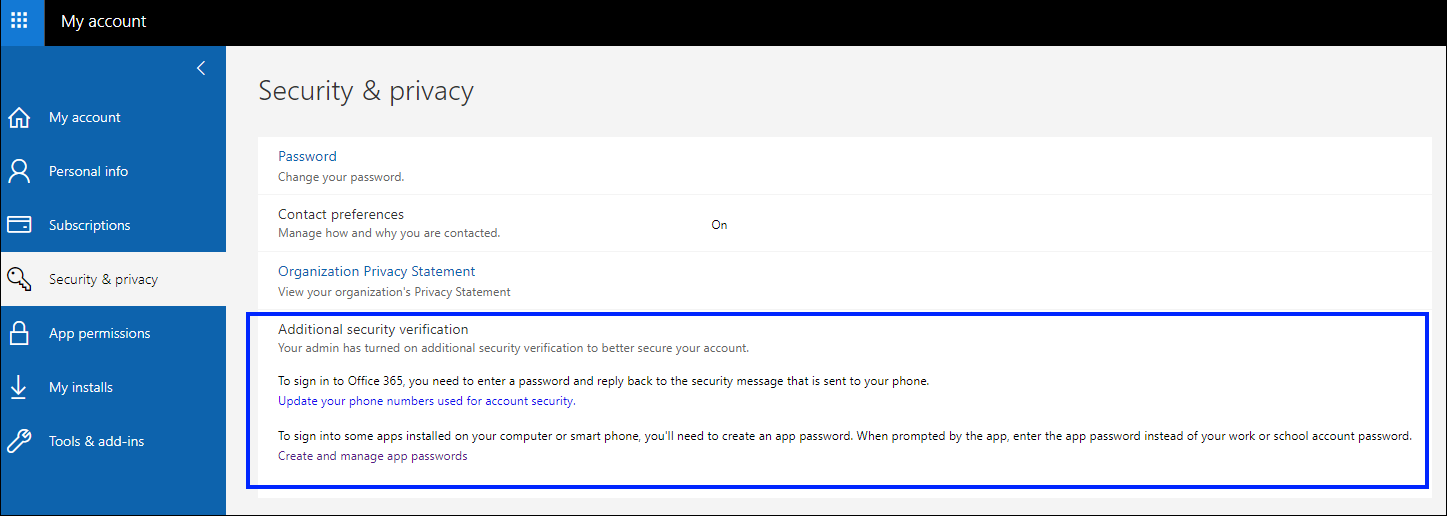 My account
My account
Personal info
Subscriptions
Security & privacy
App permissions
My installs
Tools & add-ins
Security & privacy
Password
Change your password.
Contact preferences
Manage how and why you are contacted.
On
Organization Privacy Statement
View your organization's Privacy Statement
Additional security verification
Your admin has turned on additional security verification to better secure your account.
To sign in to Office 365, you need to enter a password and reply back to the security message that is sent to your phone.
Update your phone numbers used for account security.
To sign into some apps installed on your computer or smart phone, you'll need to create an app password. When prompted by the app, enter the app password instead of your work or school account password.
Create and manage app passwords